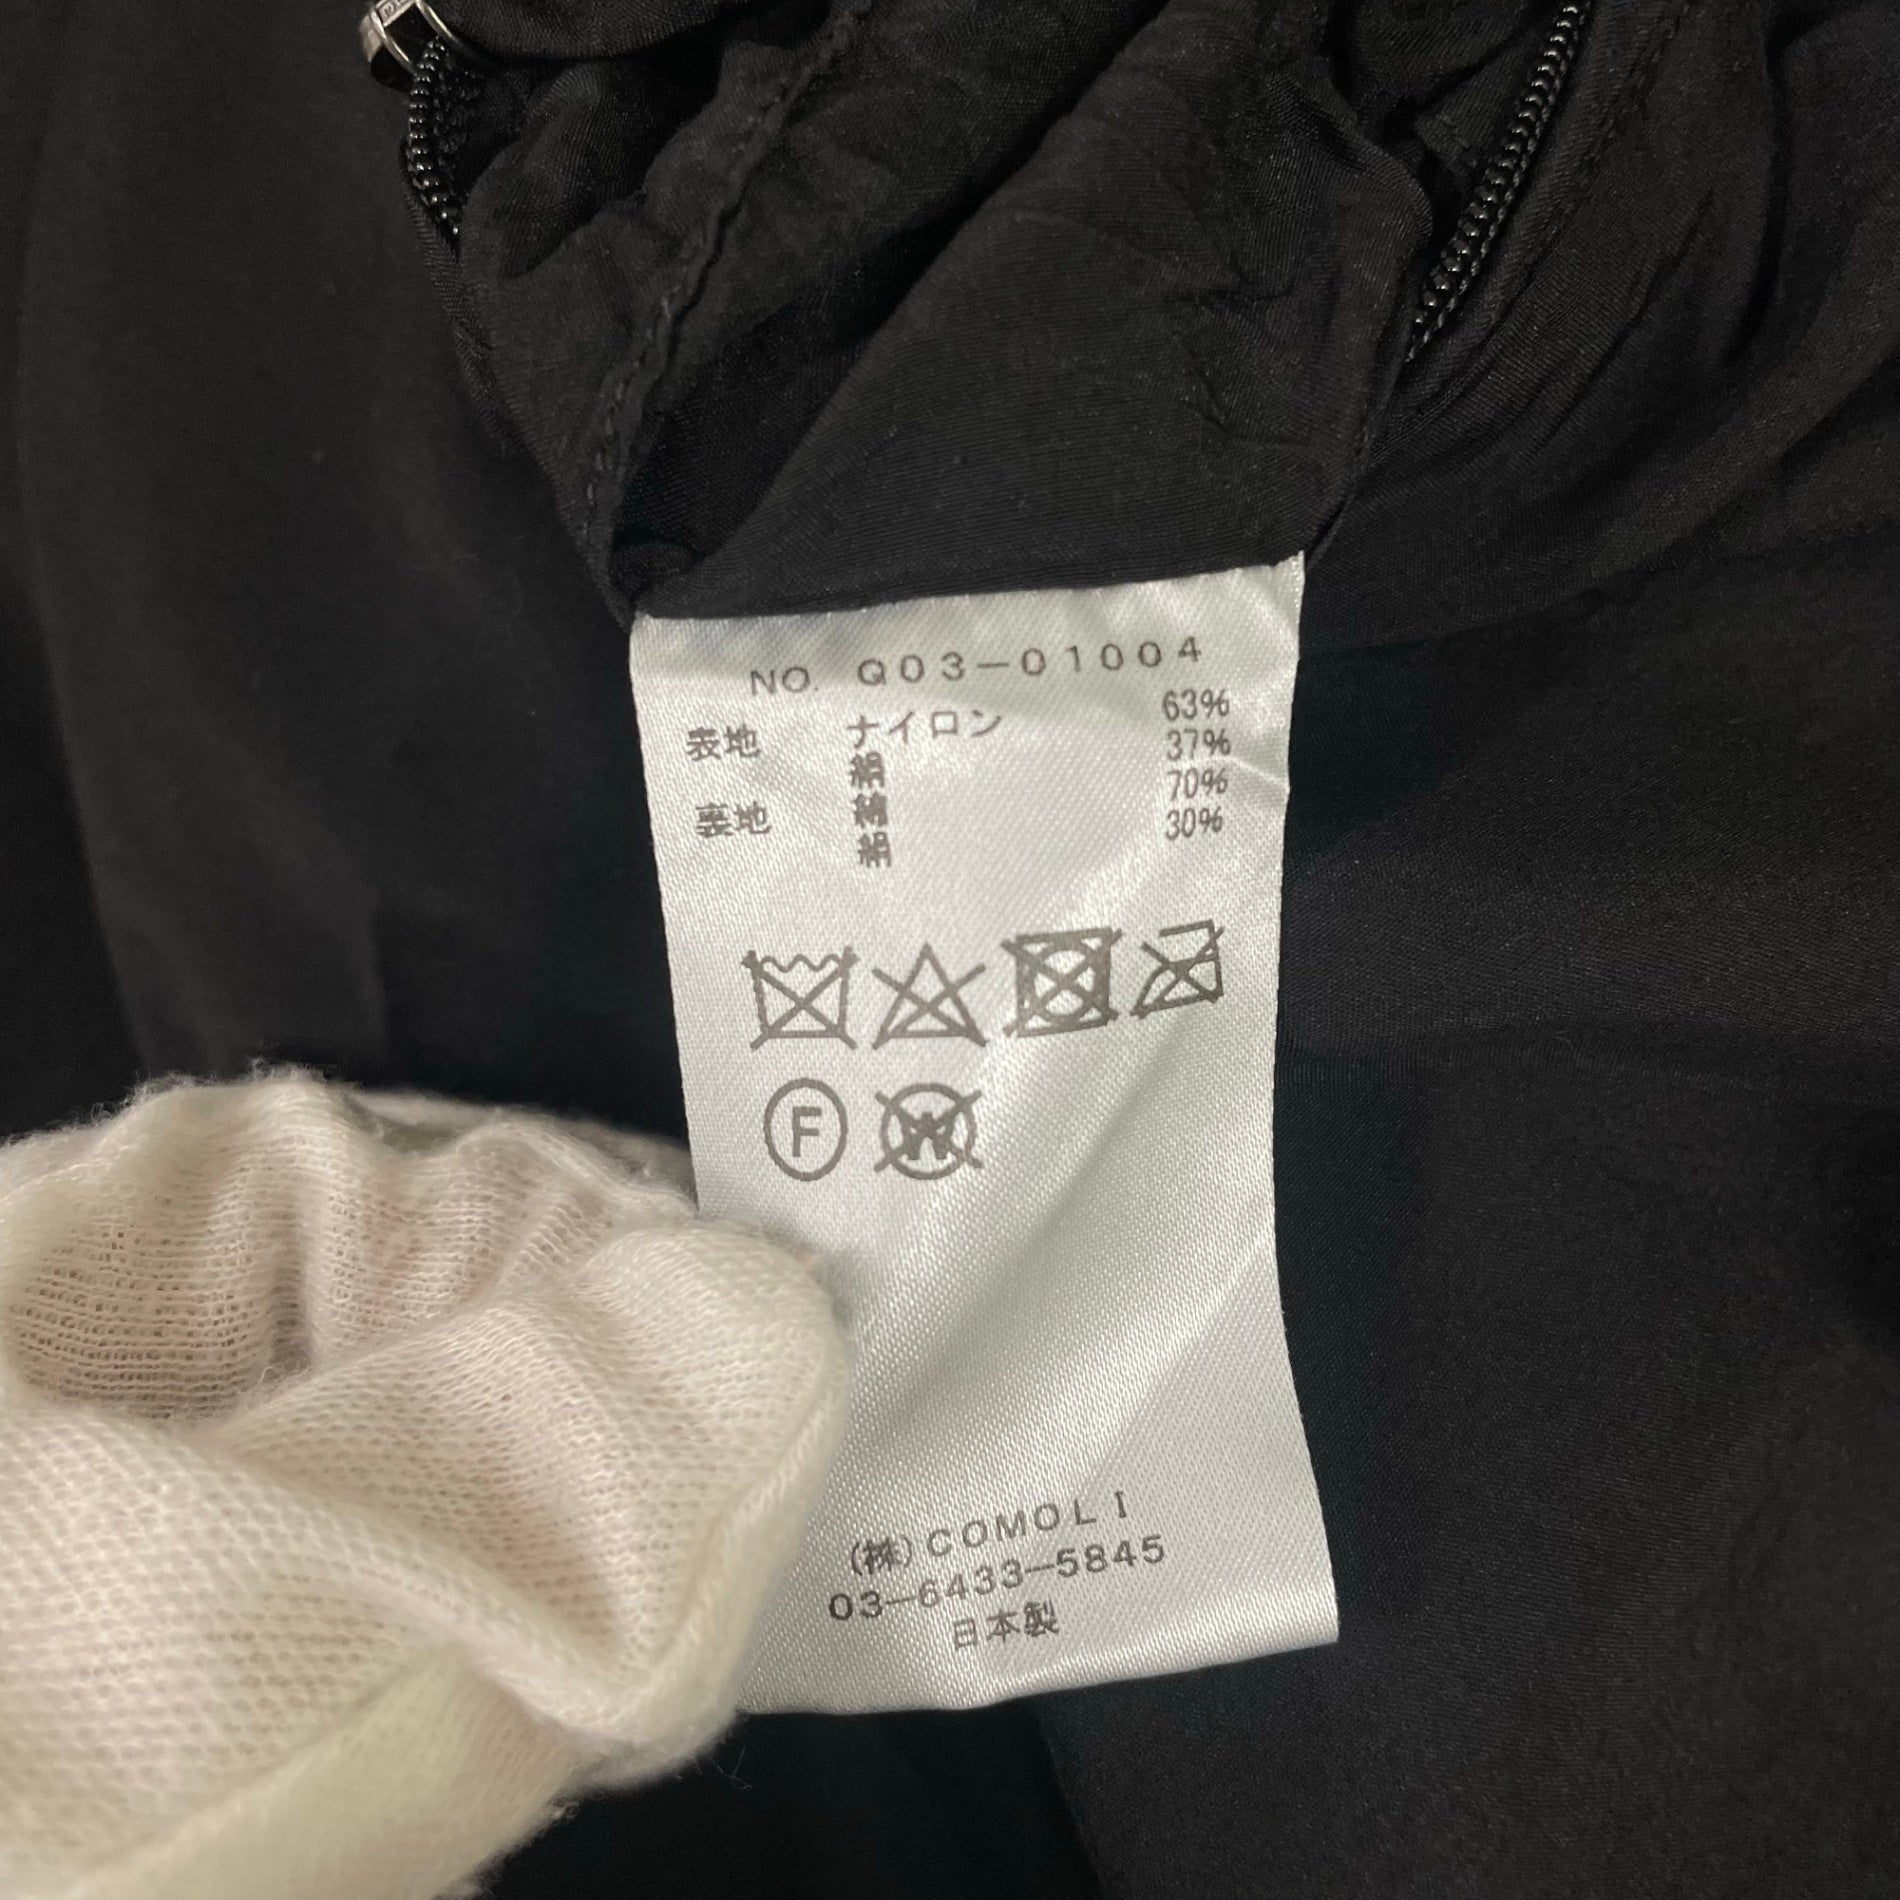 NO. Q03-01004
表地 ナイロン 63%
絹 37%
裏地 綿 70%
絹 30%
F
W
(株)COMOLI
03-6433-5845
日本製